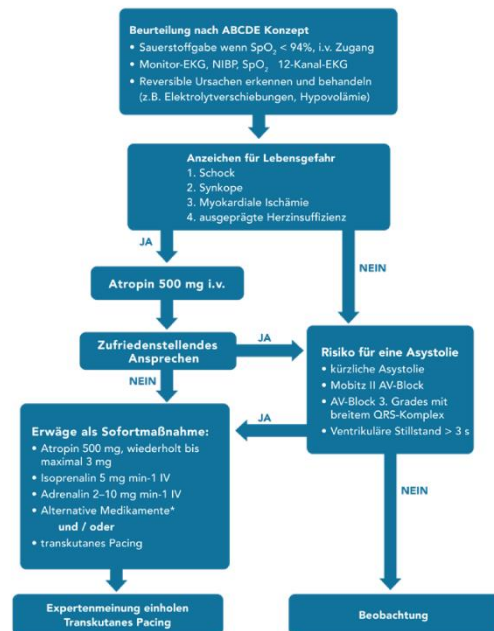 Beurteilung nach ABCDE Konzept
• Sauerstoffgabe wenn SpO₂ < 94%, i.v. Zugang
• Monitor-EKG, NIBP, SpO₂ 12-Kanal-EKG
• Reversible Ursachen erkennen und behandeln
(z.B. Elektrolytverschiebungen, Hypovolämie)
Anzeichen für Lebensgefahr
1. Schock
2. Synkope
3. Myokardiale Ischämie
4. ausgeprägte Herzinsuffizienz
JA
NEIN
Atropin 500 mg i.v.
Zufriedenstellendes
Ansprechen
JA
NEIN
Risiko für eine Asystolie
• kürzliche Asystolie
• Mobitz II AV-Block
• AV-Block 3. Grades mit
breitem QRS-Komplex
• Ventrikuläre Stillstand > 3 s
JA
NEIN
Erwäge als Sofortmaßnahme:
• Atropin 500 mg, wiederholt bis
maximal 3 mg
• Isoprenalin 5 mg min-1 IV
• Adrenalin 2–10 mg min-1 IV
• Alternative Medikamente*
und / oder
• transkutanes Pacing
Expertenmeinung einholen
Transkutanes Pacing
Beobachtung